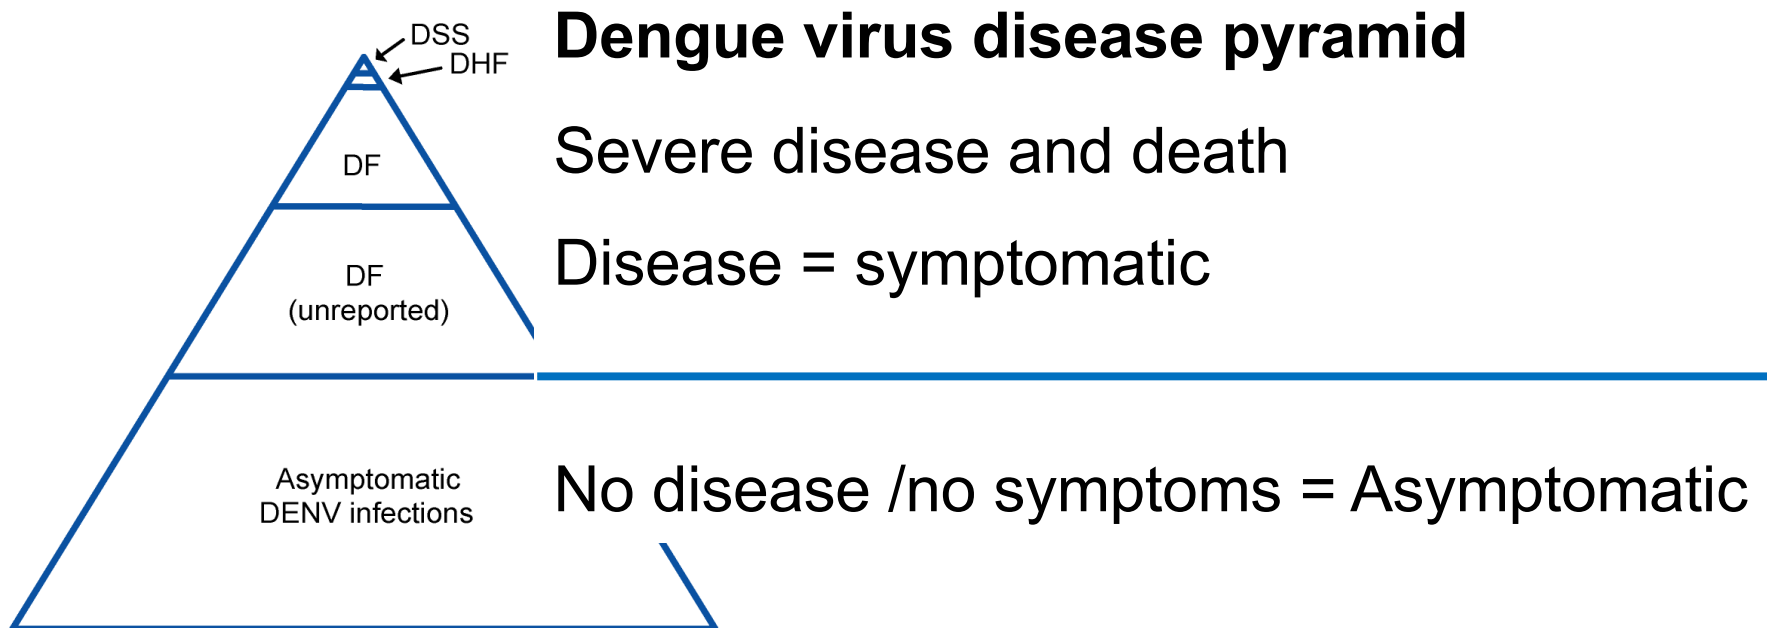 DSS
DHF
Dengue virus disease pyramid
DF
Severe disease and death
DF
(unreported)
Disease = symptomatic
Asymptomatic
DENV infections
No disease /no symptoms = Asymptomatic